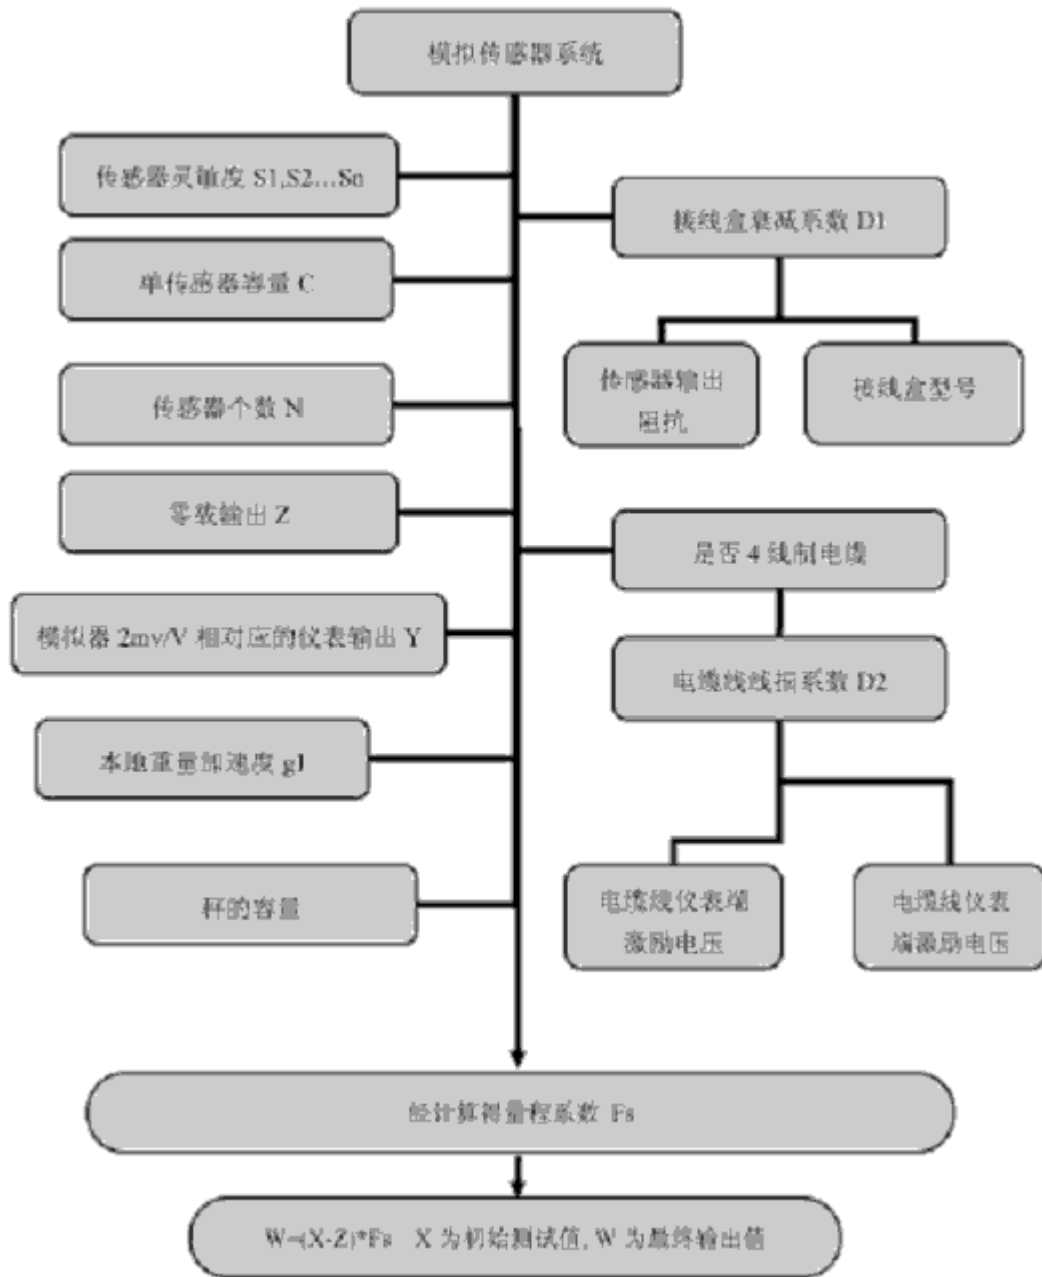 模拟传感器系统
传感器灵敏度 S1,S2...Sn
接线盒衰减系数 D1
单传感器容量 C
传感器输出
阻抗
接线盒型号
传感器个数 N
零载输出 Z
是否 4 线制电缆
模拟器 2mv/V 相对应的仪表输出 Y
电缆线线损系数 D2
本地重量加速度 g1
秤的容量
电缆线仪表端
激励电压
电缆线仪表
端激励电压
经计算得量程系数 Fs
W=(X-Z)*Fs X 为初始测试值, W 为最终输出值